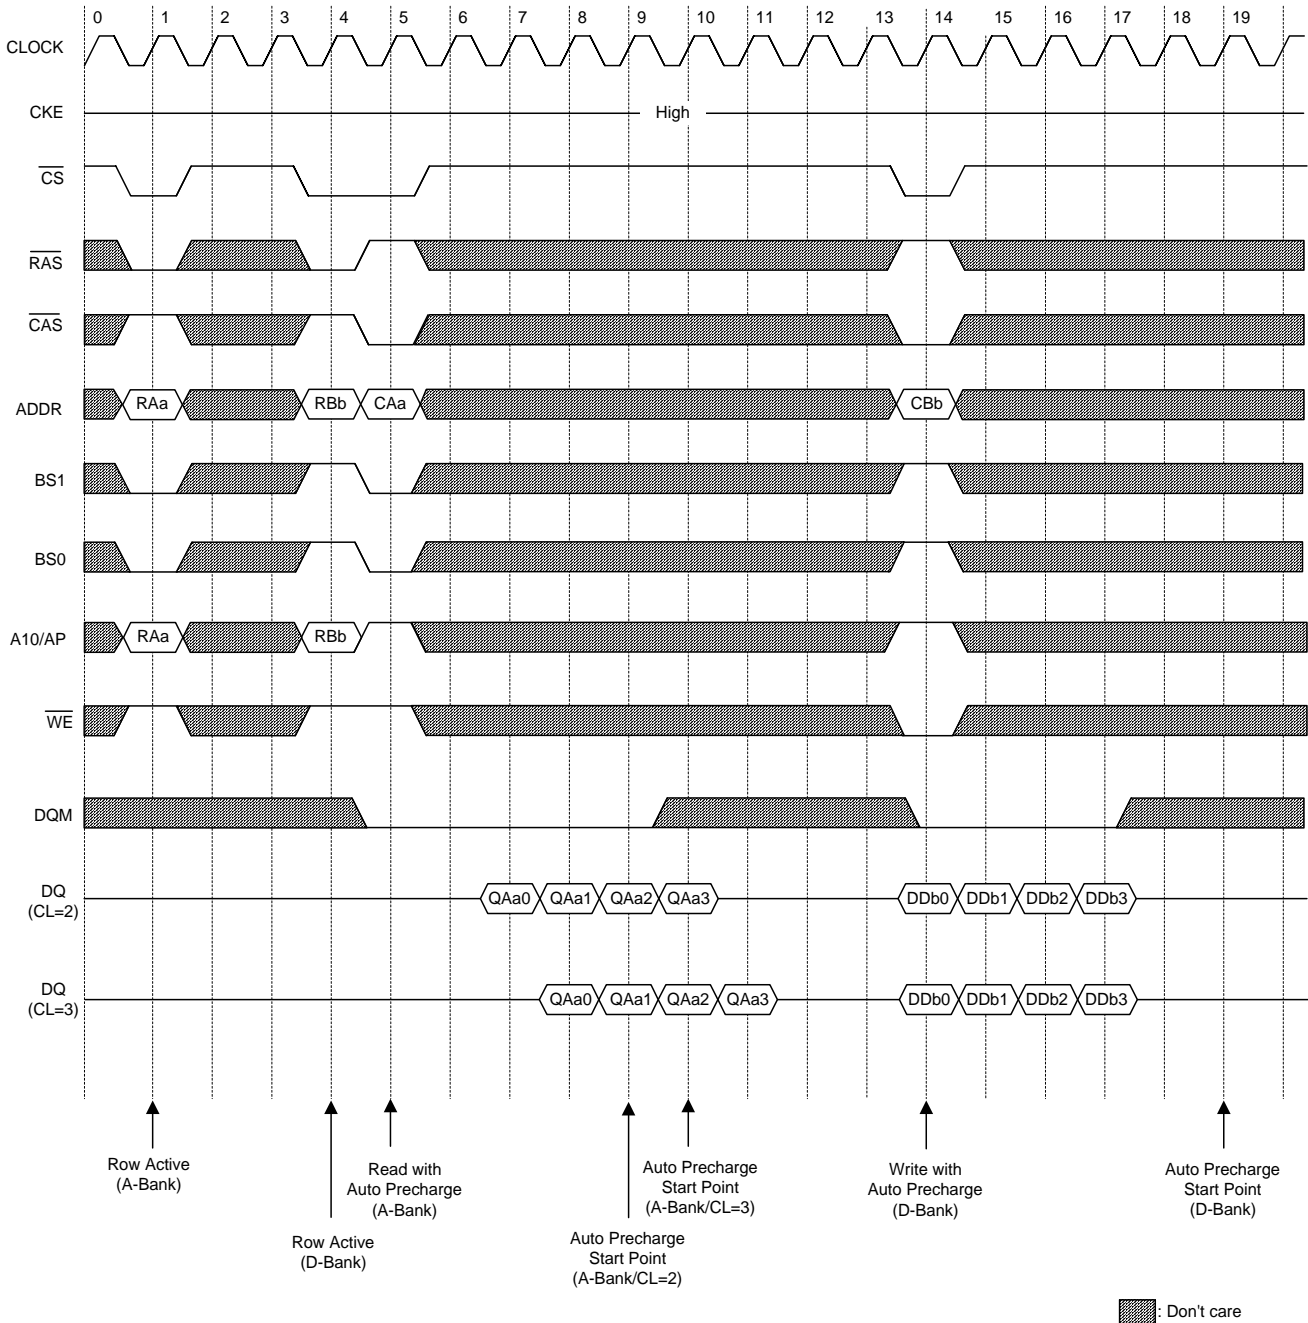 0 1 2 3 4 5 6 7 8 9 10 11 12 13 14 15 16 17 18 19
CLOCK
CKE High
CS
RAS
CAS
ADDR RAa RBb CAa CBb
BS1
BS0
A10/AP RAa RBb
WE
DQM
DQ
(CL=2)
QAa0 QAa1 QAa2 QAa3 DDb0 DDb1 DDb2 DDb3
DQ
(CL=3)
QAa0 QAa1 QAa2 QAa3 DDb0 DDb1 DDb2 DDb3
Row Active
(A-Bank)
Row Active
(D-Bank)
Read with
Auto Precharge
(A-Bank)
Auto Precharge
Start Point
(A-Bank/CL=2)
Auto Precharge
Start Point
(A-Bank/CL=3)
Write with
Auto Precharge
(D-Bank)
Auto Precharge
Start Point
(D-Bank)
: Don't care